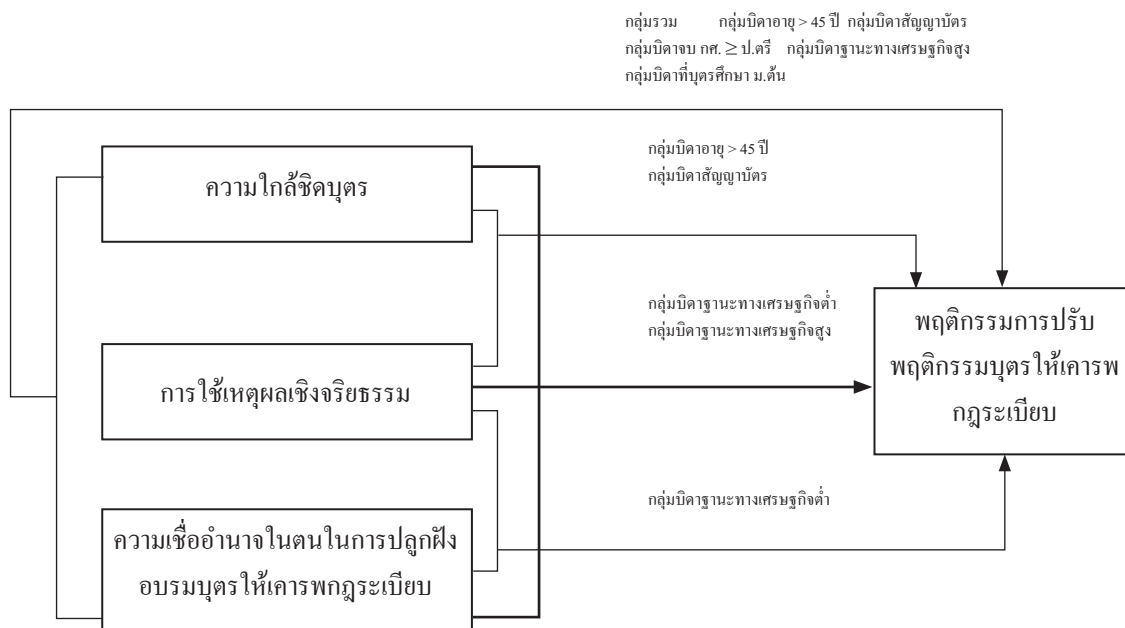 กลุ่มรวม กลุ่มบิดาอายุ > 45 ปี กลุ่มบิดาสัญญาบัตร
กลุ่มบิดาจบ กศ. ≥ ป.ตรี กลุ่มบิดาฐานะทางเศรษฐกิจสูง
กลุ่มบิดาที่บุตรศึกษา ม.ต้น
กลุ่มบิดาอายุ > 45 ปี
กลุ่มบิดาสัญญาบัตร
ความใกล้ชิดบุตร
กลุ่มบิดาฐานะทางเศรษฐกิจต่ำ
กลุ่มบิดาฐานะทางเศรษฐกิจสูง
พฤติกรรมการปรับ
พฤติกรรมบุตรให้เคารพ
กฎระเบียบ
การใช้เหตุผลเชิงจริยธรรม
กลุ่มบิดาฐานะทางเศรษฐกิจต่ำ
ความเชื่ออำนาจในตนในการปลูกฝัง
อบรมบุตรให้เคารพกฎระเบียบ